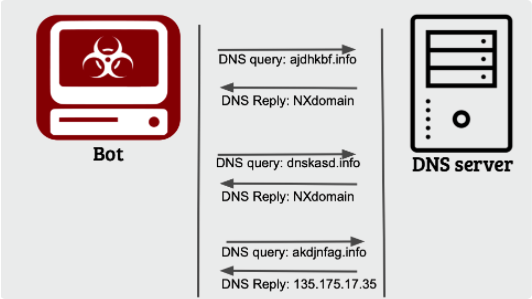 DNS query: ajdhkbf.info
DNS Reply: NXdomain
Bot
DNS server
DNS query: dnskasd.info
DNS Reply: NXdomain
DNS query: akdjnfag.info
DNS Reply: 135.175.17.35